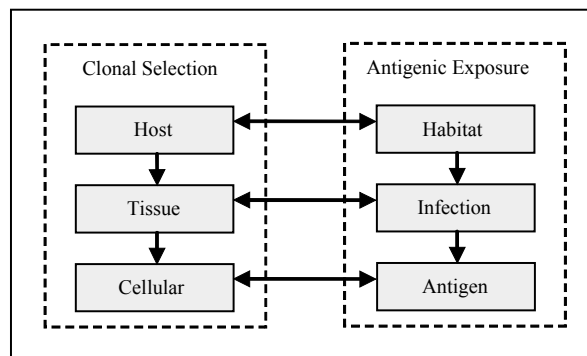 Clonal Selection
Antigenic Exposure
Host
Habitat
Tissue
Infection
Cellular
Antigen